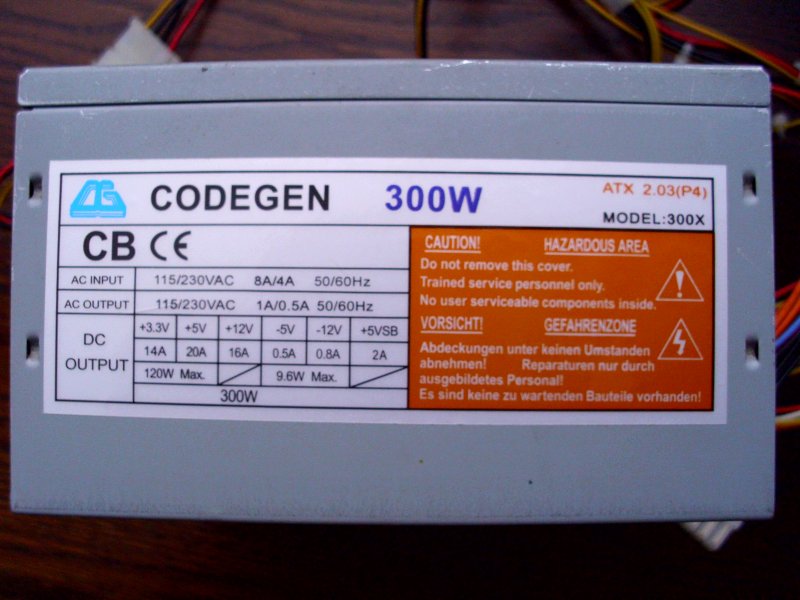 CG
CODEGEN 300W
ATX 2.03(P4)
MODEL:300X
CB CE
AC INPUT 115/230VAC 8A/4A 50/60Hz
AC OUTPUT 115/230VAC 1A/0.5A 50/60Hz
DC OUTPUT
+3.3V +5V +12V -5V -12V +5VSB
14A 20A 16A 0.5A 0.8A 2A
120W Max. 9.6W Max.
300W
CAUTION! HAZARDOUS AREA
Do not remove this cover.
Trained service personnel only.
No user serviceable components inside.
VORSICHT! GEFAHRENZONE
Abdeckungen unter keinen Umstanden
abnehmen! Reparaturen nur durch
ausgebildetes Personal!
Es sind keine zu wartenden Bauteile vorhanden!